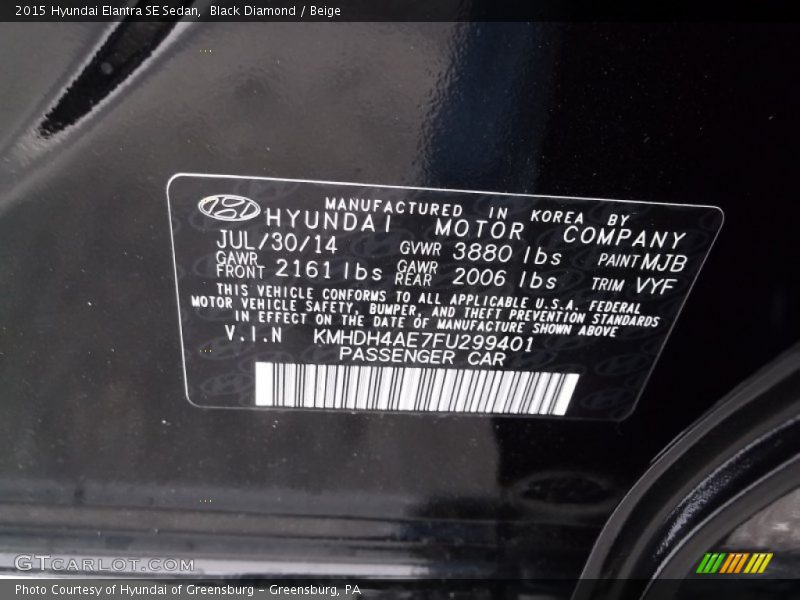 2015 Hyundai Elantra SE Sedan, Black Diamond / Beige
MANUFACTURED IN KOREA BY
HYUNDAI MOTOR COMPANY
JUL/30/14 GVWR 3880 lbs PAINT MJB
GAWR FRONT 2161 lbs GAWR REAR 2006 lbs TRIM VYF
THIS VEHICLE CONFORMS TO ALL APPLICABLE U.S.A. FEDERAL
MOTOR VEHICLE SAFETY, BUMPER, AND THEFT PREVENTION STANDARDS
IN EFFECT ON THE DATE OF MANUFACTURE SHOWN ABOVE
V.I.N KMHDH4AE7FU299401
PASSENGER CAR
GTCARLOT.COM
Photo Courtesy of Hyundai of Greensburg - Greensburg, PA